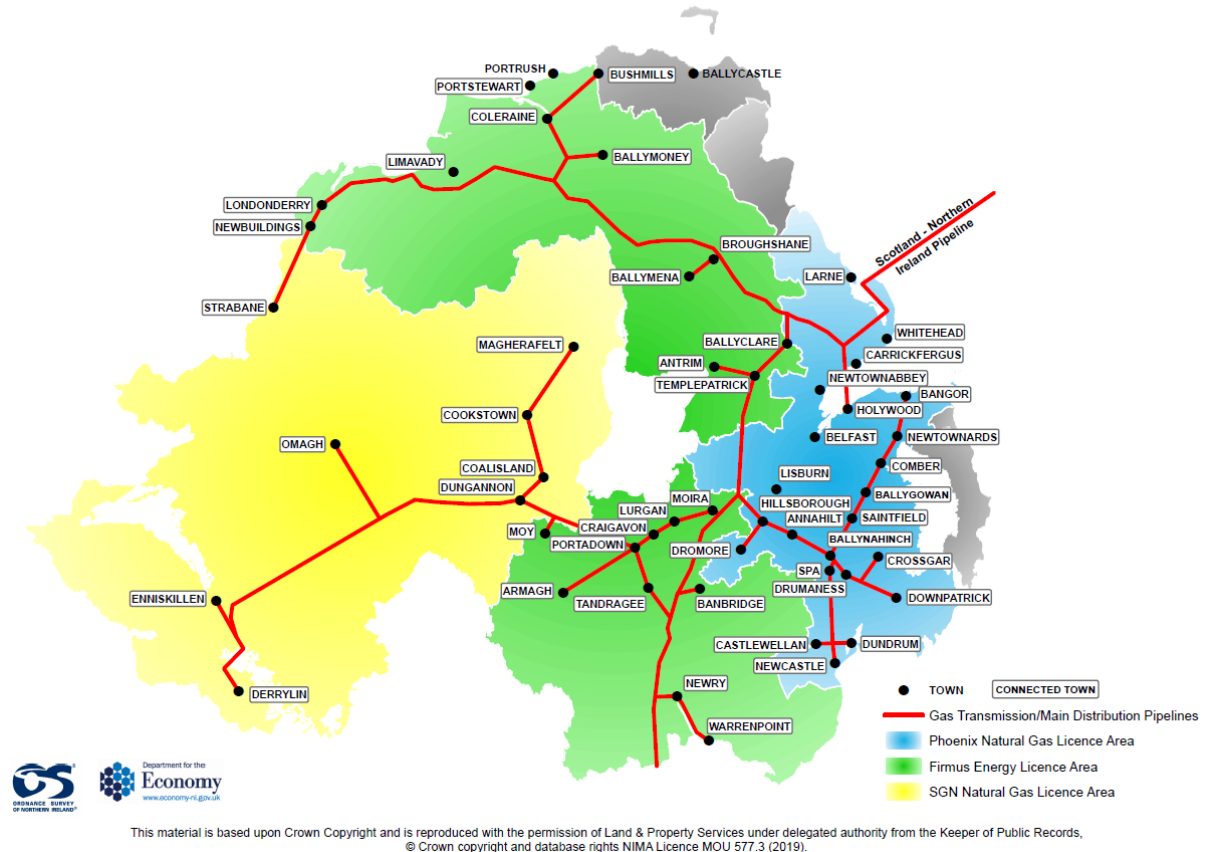 PORTRUSH
BUSHMILLS
BALLYCASTLE
PORTSTEWART
COLERAINE
BALLYMONEY
LIMAVADY
LONDONDERRY
NEWBUILDINGS
Scotland - Northern
Ireland Pipeline
BROUGHSHANE
BALLYMENA
LARNE
STRABANE
WHITEHEAD
BALLYCLARE
MAGHERAFELT
CARRICKFERGUS
ANTRIM
TEMPLEPATRICK
NEWTOWNABBEY
BANGOR
HOLYWOOD
COOKSTOWN
BELFAST
NEWTOWNARDS
OMAGH
COALISLAND
COMBER
LISBURN
DUNGANNON
BALLYGOWAN
MOIRA
HILLSBOROUGH
LURGAN
ANNAHILT
SAINTFIELD
CRAIGAVON
MOY
PORTADOWN
BALLYNAHINCH
DROMORE
CROSSGAR
SPA
DRUMANESS
ARMAGH
ENNISKILLEN
TANDRAGEE
BANBRIDGE
DOWNPATRICK
CASTLEWELLAN
DUNDRUM
NEWCASTLE
NEWRY
DERRYLIN
WARRENPOINT
TOWN
CONNECTED TOWN
Gas Transmission/Main Distribution Pipelines
Phoenix Natural Gas Licence Area
Firmus Energy Licence Area
SGN Natural Gas Licence Area
OS
ORDNANCE SURVEY
OF NORTHERN IRELAND®
Department for the
Economy
www.economy-ni.gov.uk
This material is based upon Crown Copyright and is reproduced with the permission of Land & Property Services under delegated authority from the Keeper of Public Records,
© Crown copyright and database rights NIMA Licence MOU 577.3 (2019).